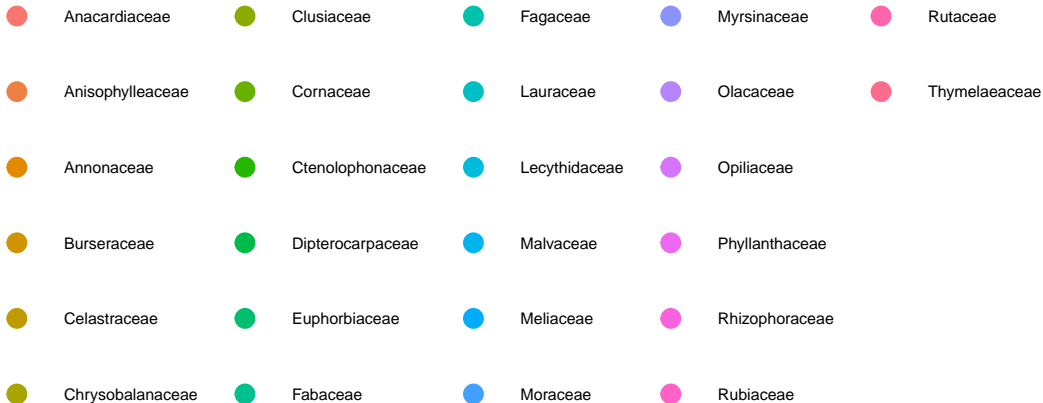 Anacardiaceae
Anisophylleaceae
Annonaceae
Burseraceae
Celastraceae
Chrysobalanaceae
Clusiaceae
Cornaceae
Ctenolophonaceae
Dipterocarpaceae
Euphorbiaceae
Fabaceae
Fagaceae
Lauraceae
Lecythidaceae
Malvaceae
Meliaceae
Moraceae
Myrsinaceae
Olacaceae
Opiliaceae
Phyllanthaceae
Rhizophoraceae
Rubiaceae
Rutaceae
Thymelaeaceae